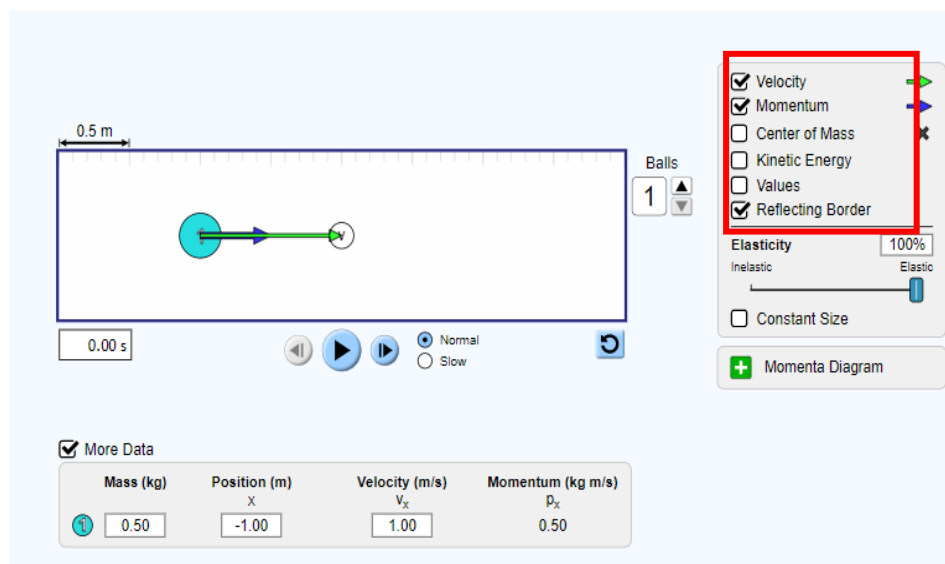 Velocity
Momentum
0.5 m
Center of Mass
Balls
Kinetic Energy
1
Values
Reflecting Border
1
v
Elasticity
100%
Inelastic
Elastic
Constant Size
0.00 s
Normal
Slow
Momenta Diagram
More Data
Mass (kg) Position (m) Velocity (m/s) Momentum (kg m/s)
x vx px
1 0.50 -1.00 1.00 0.50